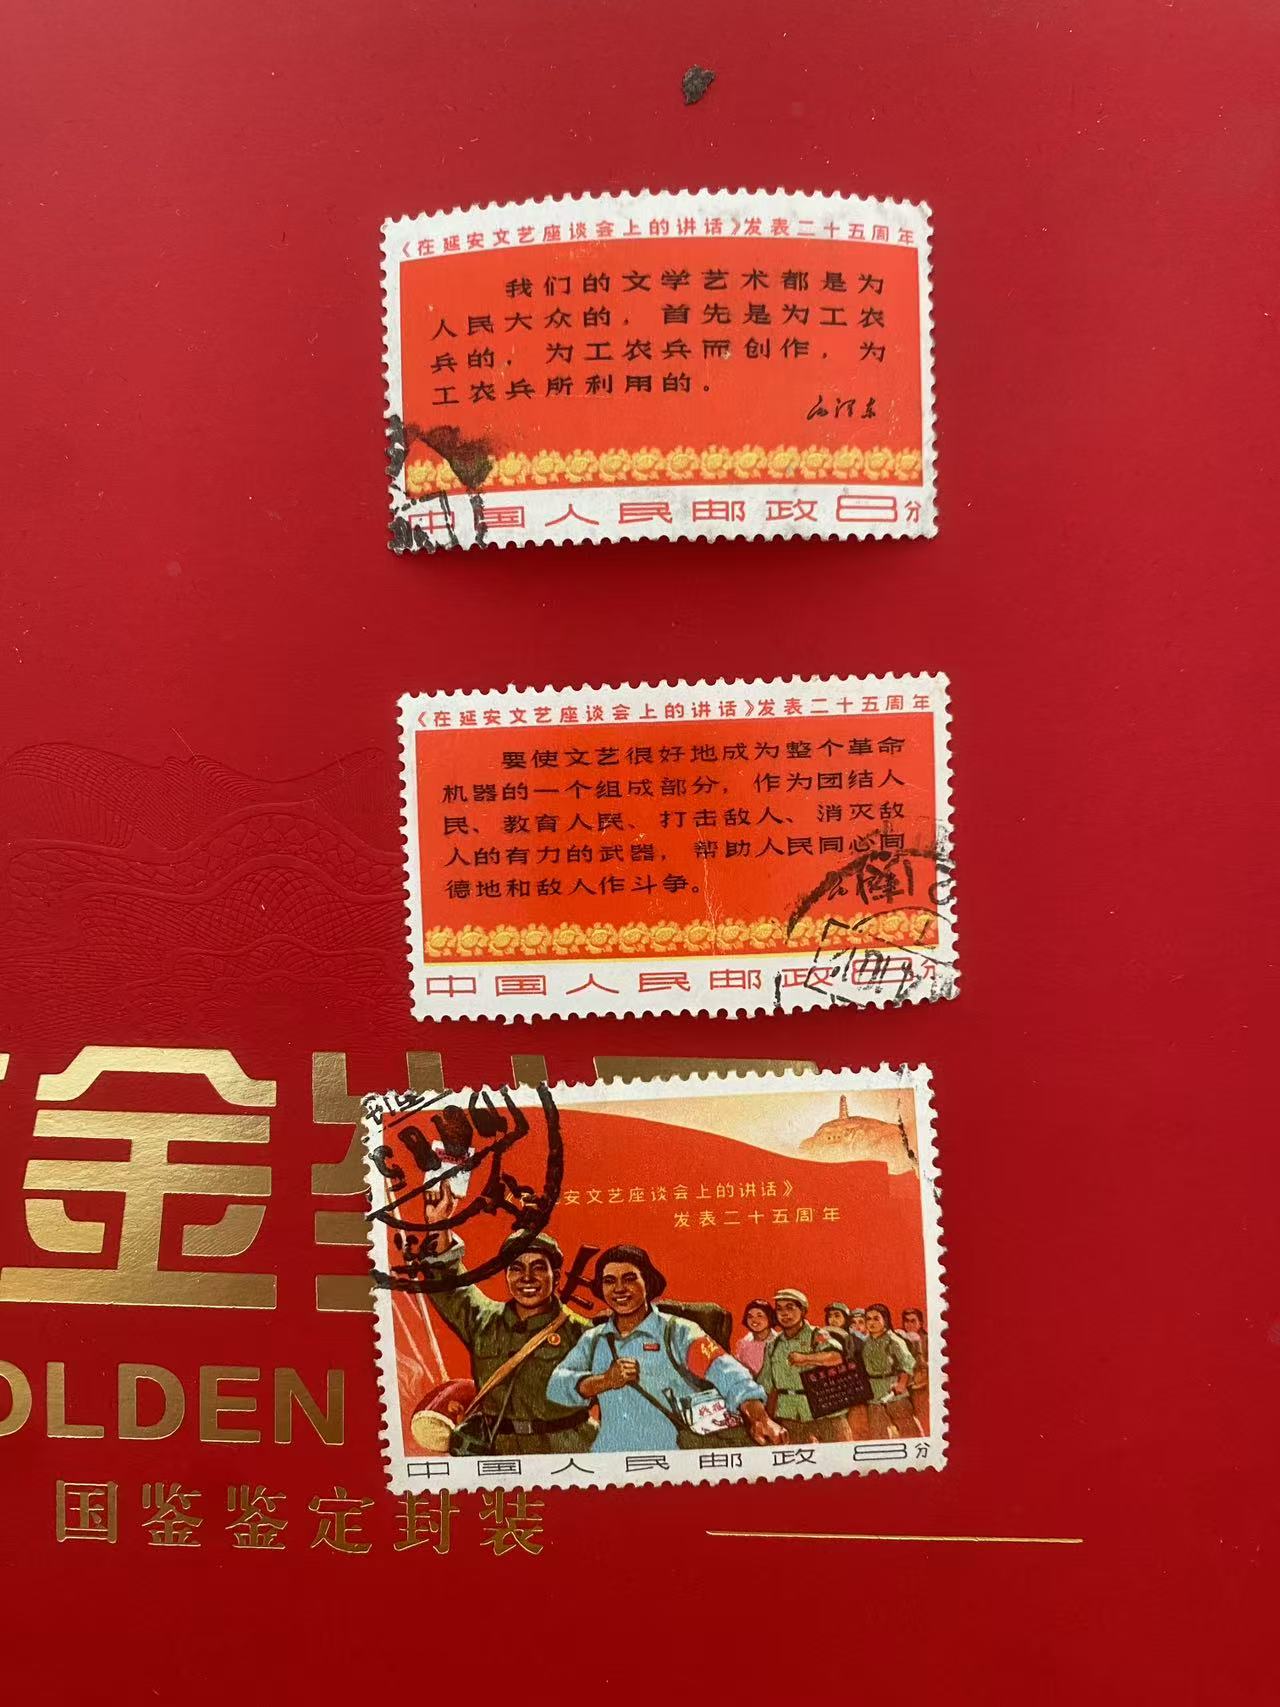 《在延安文艺座谈会上的讲话》发表二十五周年
我们的文学艺术都是为
人民大众的，首先是为工农
兵的，为工农兵而创作，为
工农兵所利用的。
毛泽东
中国人民邮政8分
《在延安文艺座谈会上的讲话》发表二十五周年
要使文艺很好地成为整个革命
机器的一个组成部分，作为团结人
民、教育人民、打击敌人、消灭敌
人的有力的武器，帮助人民同心同
德地和敌人作斗争。
中国人民邮政8分
《在延安文艺座谈会上的讲话》
发表二十五周年
红
中国人民邮政8分
金
OLDEN
国鉴鉴定封装